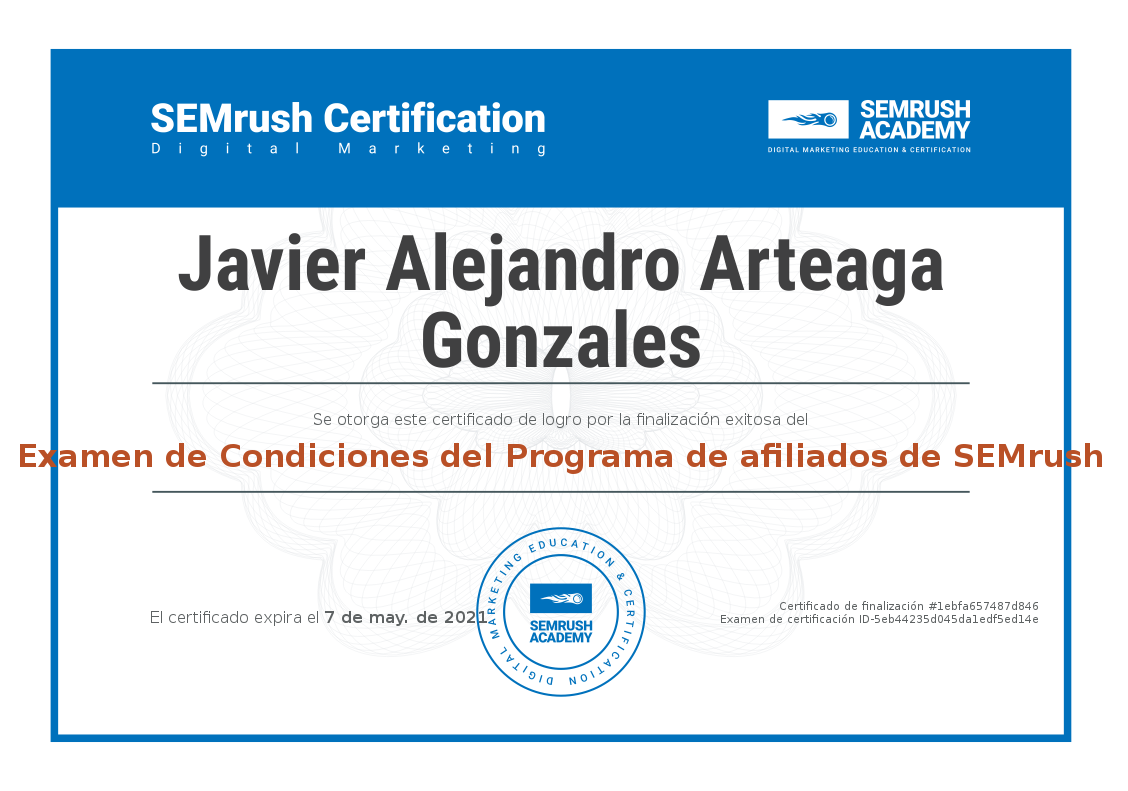 SEMrush Certification
Digital Marketing
SEMRUSH
ACADEMY
DIGITAL MARKETING EDUCATION & CERTIFICATION
Javier Alejandro Arteaga
Gonzales
Se otorga este certificado de logro por la finalización exitosa del
Examen de Condiciones del Programa de afiliados de SEMrush
El certificado expira el 7 de may. de 2021
DIGITAL MARKETING EDUCATION & CERTIFICATION
SEMRUSH
ACADEMY
Certificado de finalización #1ebfa657487d846
Examen de certificación ID-5eb44235d045da1edf5ed14e